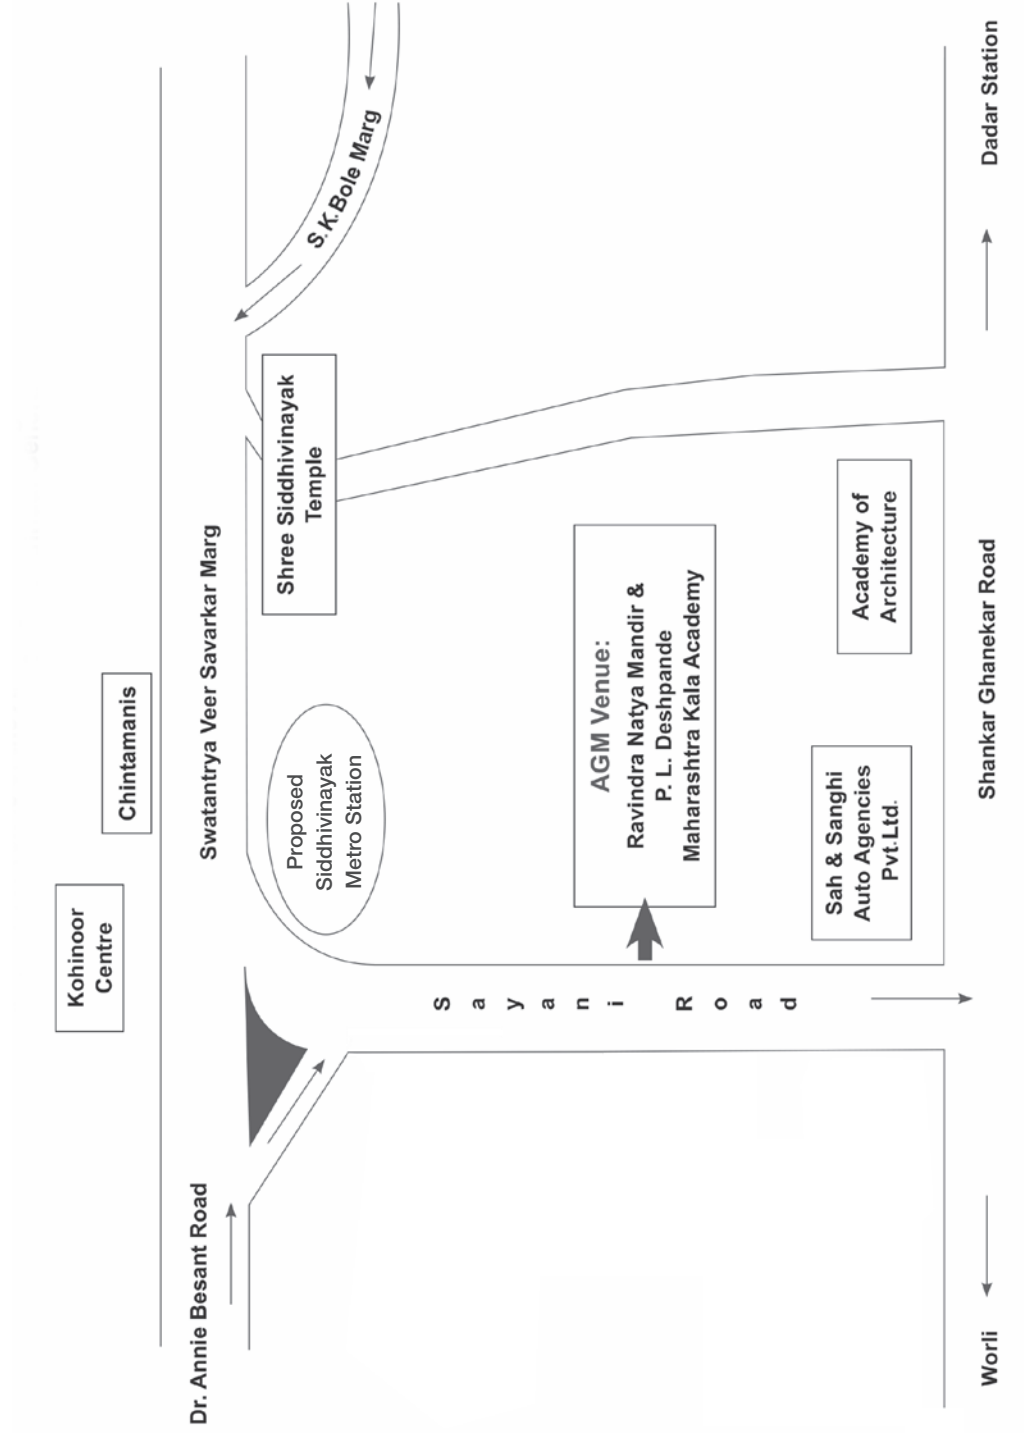 Kohinoor
Centre
Chintamanis
Dr. Annie Besant Road
Swatantrya Veer Savarkar Marg
S.K.Bole Marg
Shree Siddhivinayak
Temple
Proposed
Siddhivinayak
Metro Station
Sayani Road
AGM Venue:
Ravindra Natya Mandir &
P. L. Deshpande
Maharashtra Kala Academy
Sah & Sanghi
Auto Agencies
Pvt.Ltd.
Academy of
Architecture
Worli
Shankar Ghanekar Road
Dadar Station